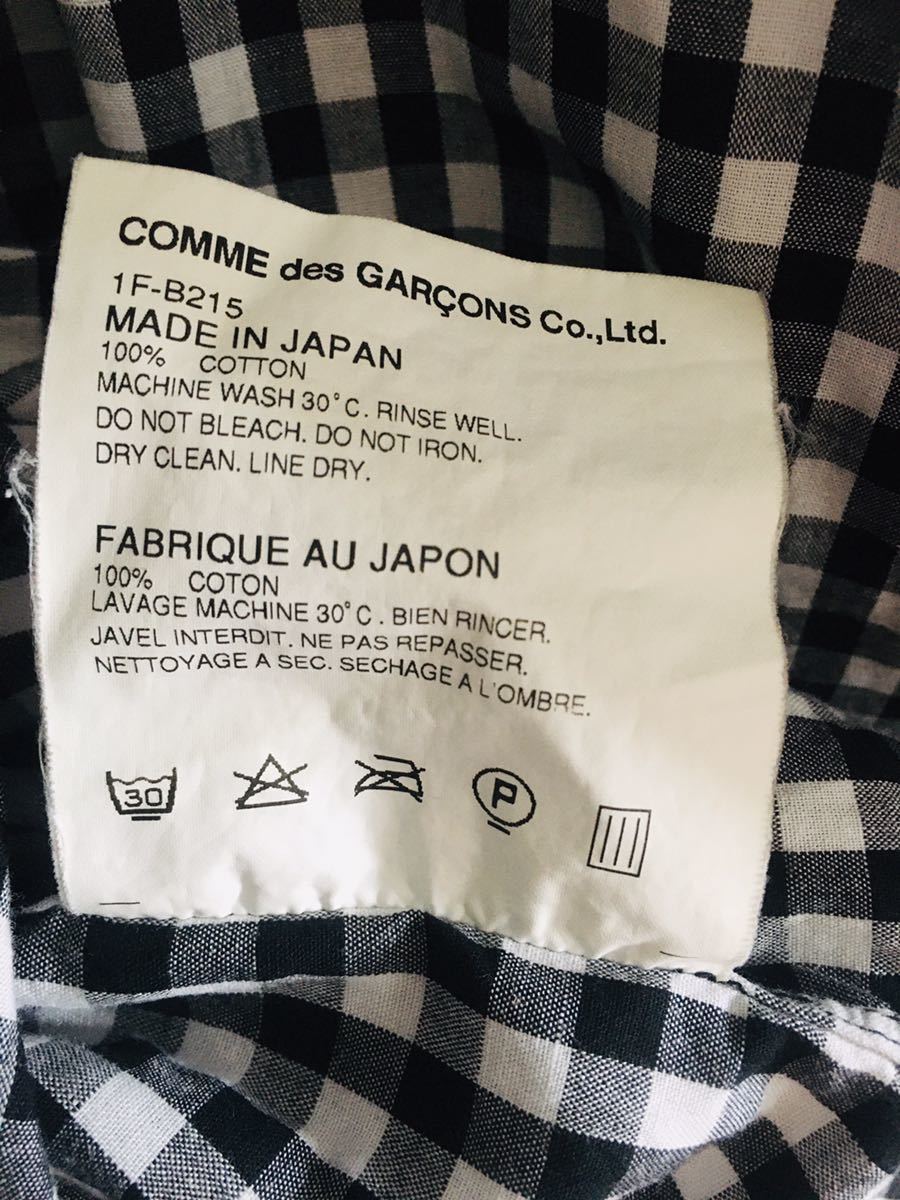 COMME des GARÇONS Co.,Ltd.
1F-B215
MADE IN JAPAN
100% COTTON
MACHINE WASH 30°C. RINSE WELL.
DO NOT BLEACH. DO NOT IRON.
DRY CLEAN. LINE DRY.
FABRIQUE AU JAPON
100% COTON
LAVAGE MACHINE 30°C. BIEN RINCER.
JAVEL INTERDIT. NE PAS REPASSER.
NETTOYAGE A SEC. SECHAGE A L'OMBRE.
30 P